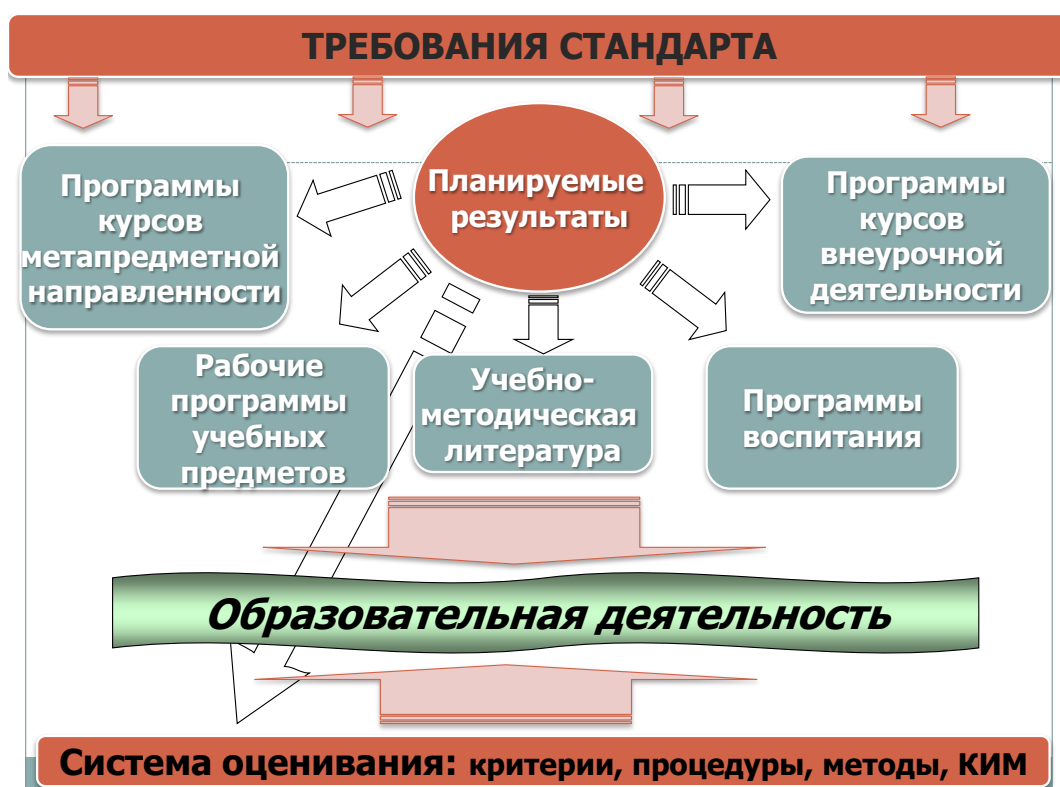 ТРЕБОВАНИЯ СТАНДАРТА
Планируемые
результаты
Программы
курсов
метапредметной
направленности
Программы
курсов
внеурочной
деятельности
Рабочие
программы
учебных
предметов
Учебно-
методическая
литература
Программы
воспитания
Образовательная деятельность
Система оценивания: критерии, процедуры, методы, КИМ